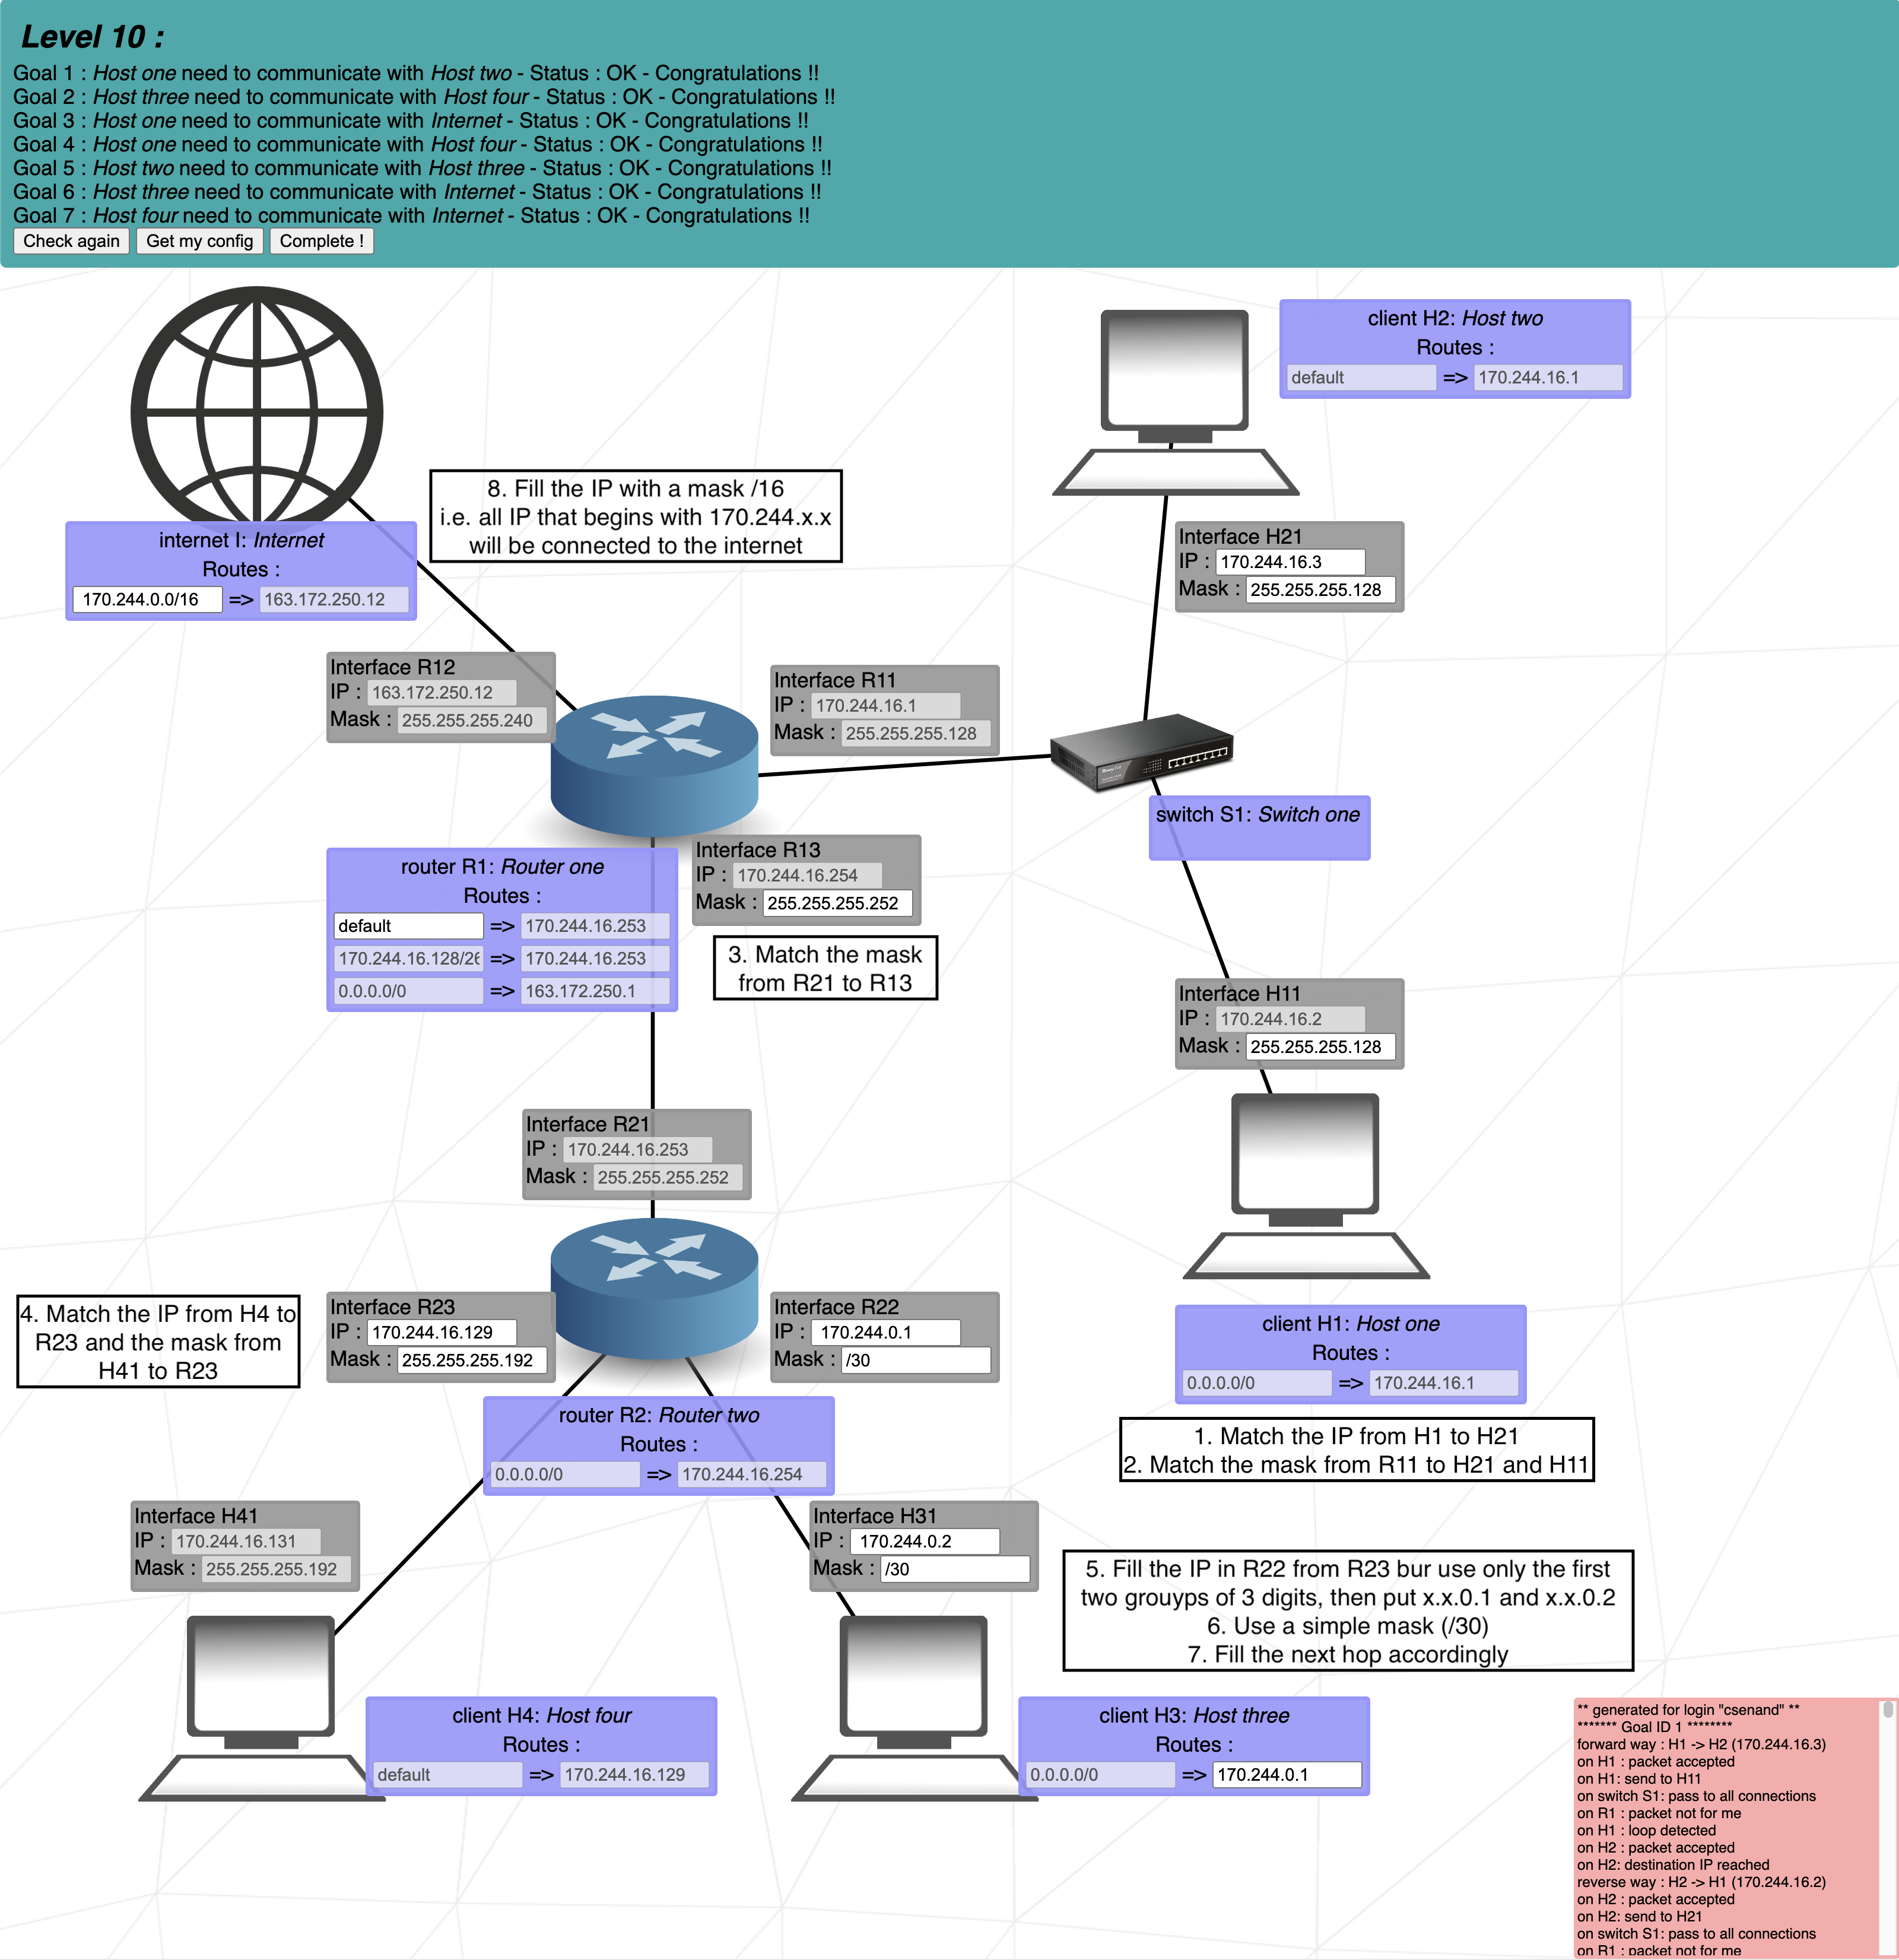 Level 10 :
Goal 1 : Host one need to communicate with Host two - Status : OK - Congratulations !!
Goal 2 : Host three need to communicate with Host four - Status : OK - Congratulations !!
Goal 3 : Host one need to communicate with Internet - Status : OK - Congratulations !!
Goal 4 : Host one need to communicate with Host four - Status : OK - Congratulations !!
Goal 5 : Host two need to communicate with Host three - Status : OK - Congratulations !!
Goal 6 : Host three need to communicate with Internet - Status : OK - Congratulations !!
Goal 7 : Host four need to communicate with Internet - Status : OK - Congratulations !!
Check again Get my config Complete !
client H2: Host two
Routes :
default => 170.244.16.1
8. Fill the IP with a mask /16
i.e. all IP that begins with 170.244.x.x
will be connected to the internet
internet I: Internet
Routes :
170.244.0.0/16 => 163.172.250.12
Interface H21
IP : 170.244.16.3
Mask : 255.255.255.128
Interface R12
IP : 163.172.250.12
Mask : 255.255.255.240
Interface R11
IP : 170.244.16.1
Mask : 255.255.255.128
switch S1: Switch one
Interface R13
IP : 170.244.16.254
Mask : 255.255.255.252
router R1: Router one
Routes :
default => 170.244.16.253
170.244.16.128/26 => 170.244.16.253
0.0.0.0/0 => 163.172.250.1
3. Match the mask
from R21 to R13
Interface H11
IP : 170.244.16.2
Mask : 255.255.255.128
Interface R21
IP : 170.244.16.253
Mask : 255.255.255.252
4. Match the IP from H4 to
R23 and the mask from
H41 to R23
Interface R23
IP : 170.244.16.129
Mask : 255.255.255.192
Interface R22
IP : 170.244.0.1
Mask : /30
client H1: Host one
Routes :
0.0.0.0/0 => 170.244.16.1
router R2: Router two
Routes :
0.0.0.0/0 => 170.244.16.254
1. Match the IP from H1 to H21
2. Match the mask from R11 to H21 and H11
Interface H41
IP : 170.244.16.131
Mask : 255.255.255.192
Interface H31
IP : 170.244.0.2
Mask : /30
5. Fill the IP in R22 from R23 bur use only the first
two grouyps of 3 digits, then put x.x.0.1 and x.x.0.2
6. Use a simple mask (/30)
7. Fill the next hop accordingly
client H4: Host four
Routes :
default => 170.244.16.129
client H3: Host three
Routes :
0.0.0.0/0 => 170.244.0.1
** generated for login "csenand" **
******* Goal ID 1 ********
forward way : H1 -> H2 (170.244.16.3)
on H1 : packet accepted
on H1: send to H11
on switch S1: pass to all connections
on R1 : packet not for me
on H1 : loop detected
on H2 : packet accepted
on H2: destination IP reached
reverse way : H2 -> H1 (170.244.16.2)
on H2 : packet accepted
on H2: send to H21
on switch S1: pass to all connections
on R1 : packet not for me